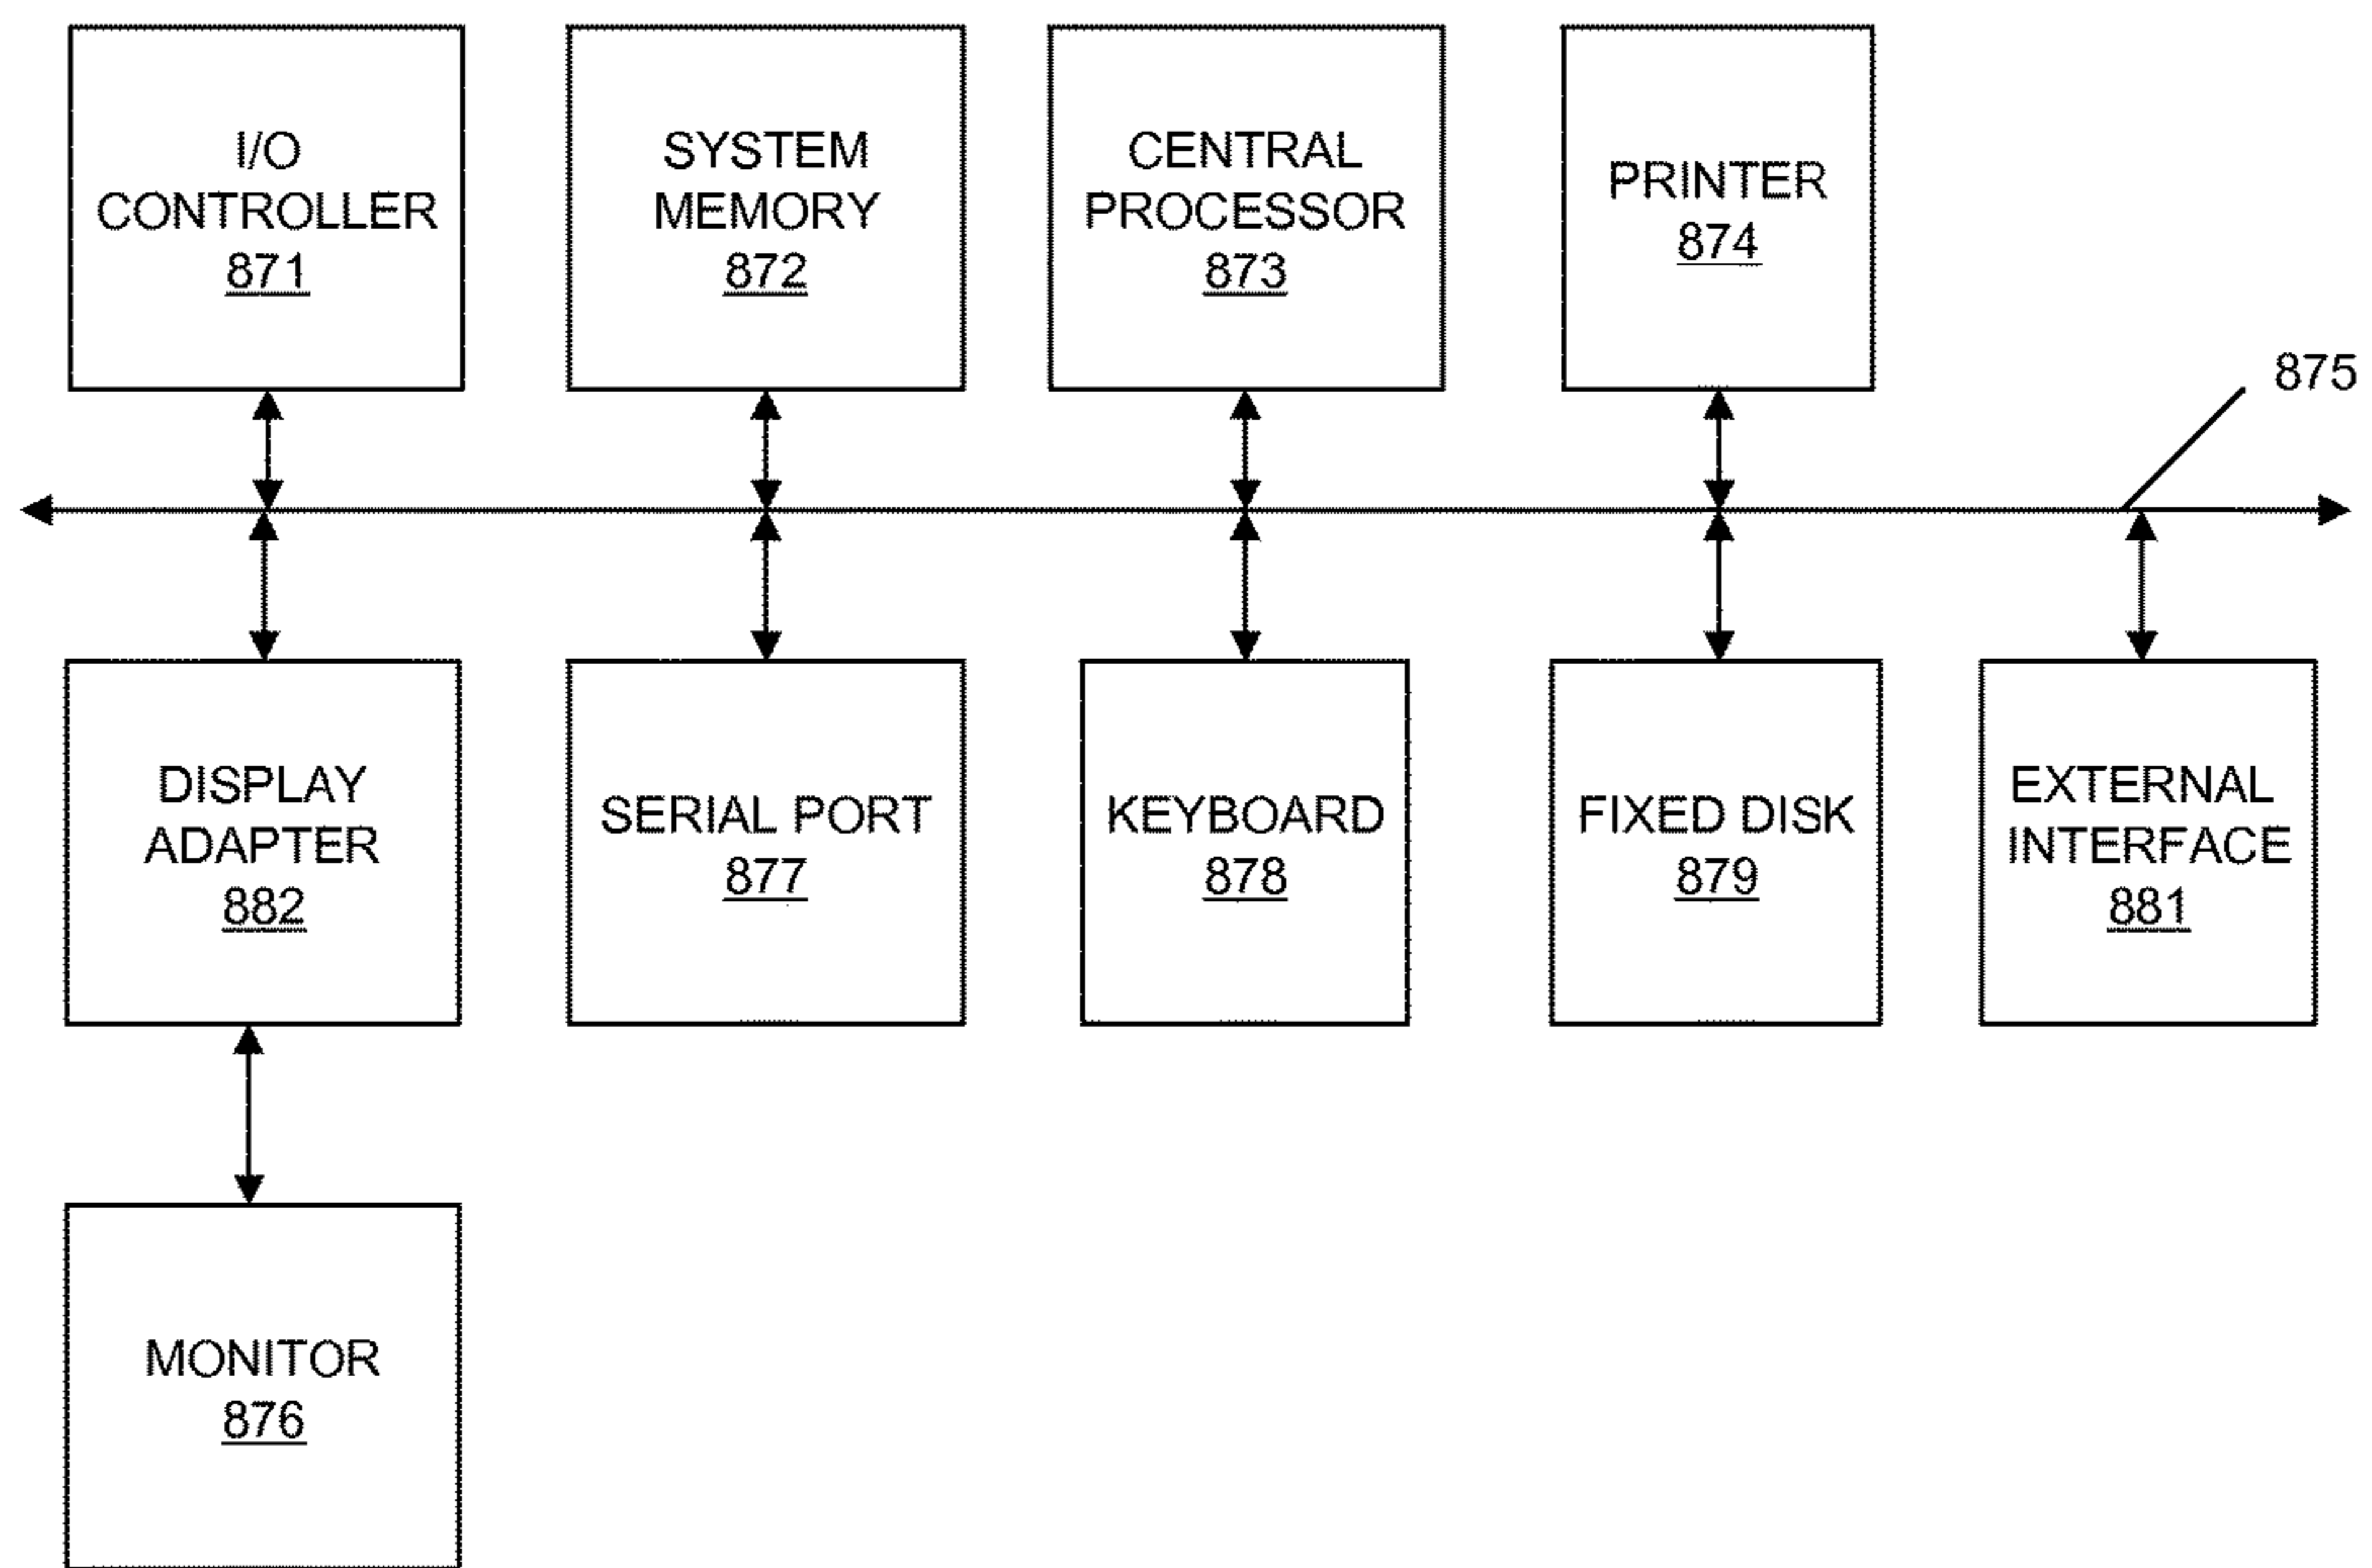 I/O
CONTROLLER
871
SYSTEM
MEMORY
872
CENTRAL
PROCESSOR
873
PRINTER
874
875
DISPLAY
ADAPTER
882
SERIAL PORT
877
KEYBOARD
878
FIXED DISK
879
EXTERNAL
INTERFACE
881
MONITOR
876